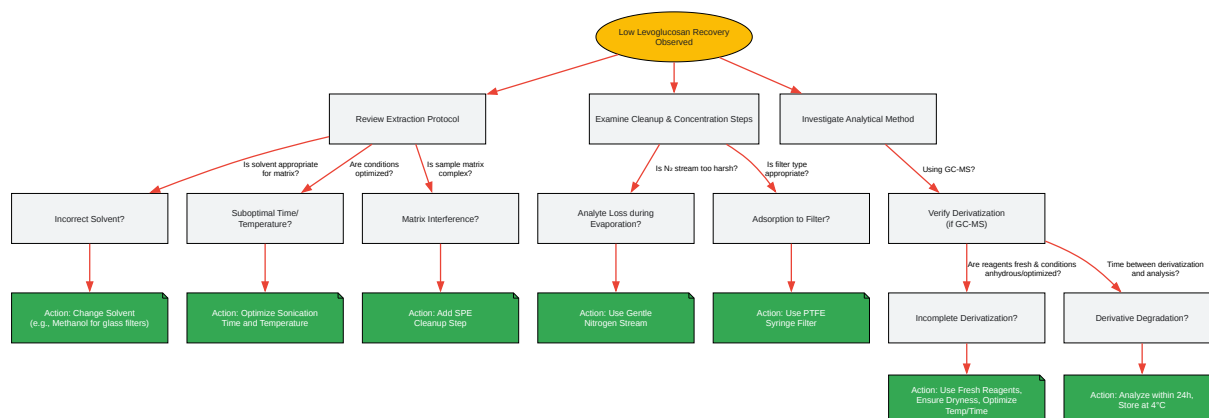 Low Levoglucosan Recovery
Observed
Review Extraction Protocol
Examine Cleanup & Concentration Steps
Investigate Analytical Method
Is solvent appropriate
for matrix?
Are conditions
optimized?
Is sample matrix
complex?
Is N₂ stream too harsh?
Is filter type
appropriate?
Using GC-MS?
Incorrect Solvent?
Suboptimal Time/
Temperature?
Matrix Interference?
Analyte Loss during
Evaporation?
Adsorption to Filter?
Verify Derivatization
(if GC-MS)
Are reagents fresh & conditions
anhydrous/optimized?
Time between derivatization
and analysis?
Action: Change Solvent
(e.g., Methanol for glass filters)
Action: Optimize Sonication
Time and Temperature
Action: Add SPE
Cleanup Step
Action: Use Gentle
Nitrogen Stream
Action: Use PTFE
Syringe Filter
Incomplete Derivatization?
Derivative Degradation?
Action: Use Fresh Reagents,
Ensure Dryness, Optimize
Temp/Time
Action: Analyze within 24h,
Store at 4°C